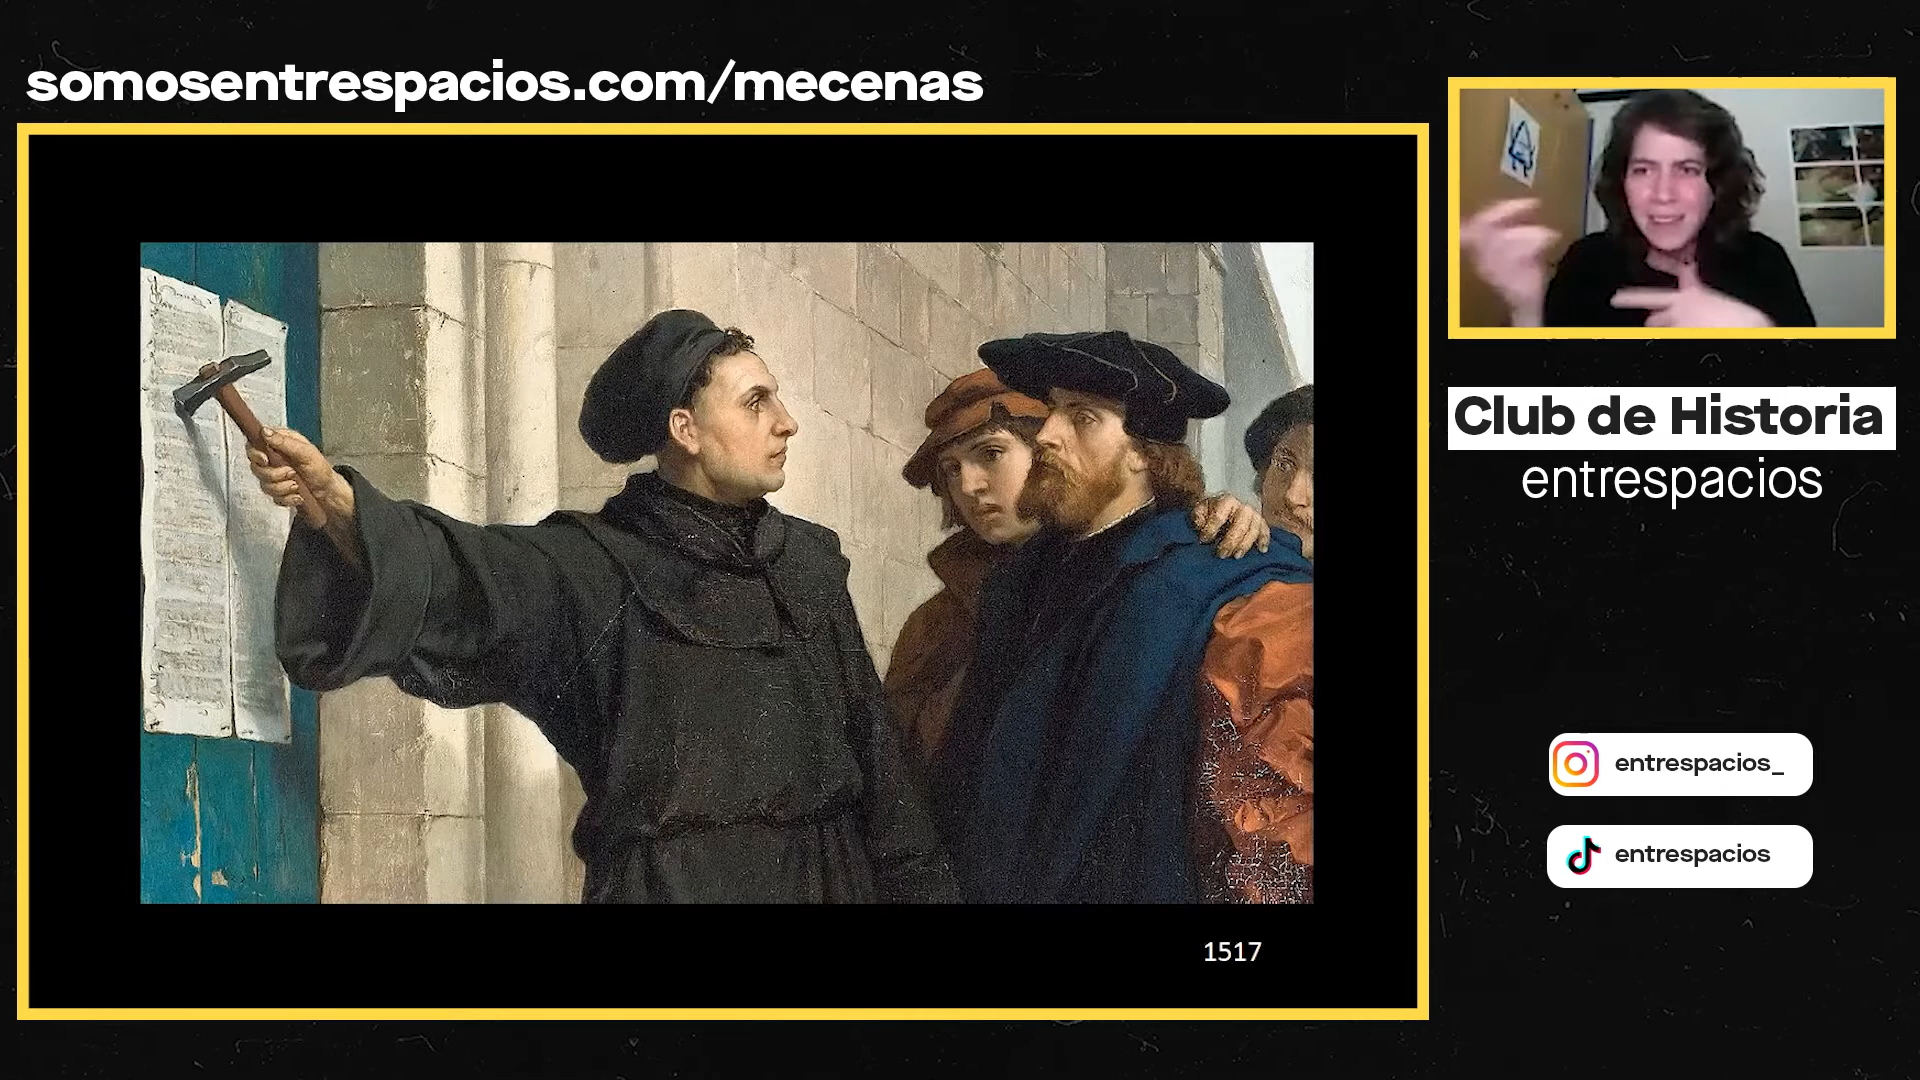 somosentrespacios.com/mecenas
Club de Historia
entrespacios
entrespacios_
entrespacios
1517